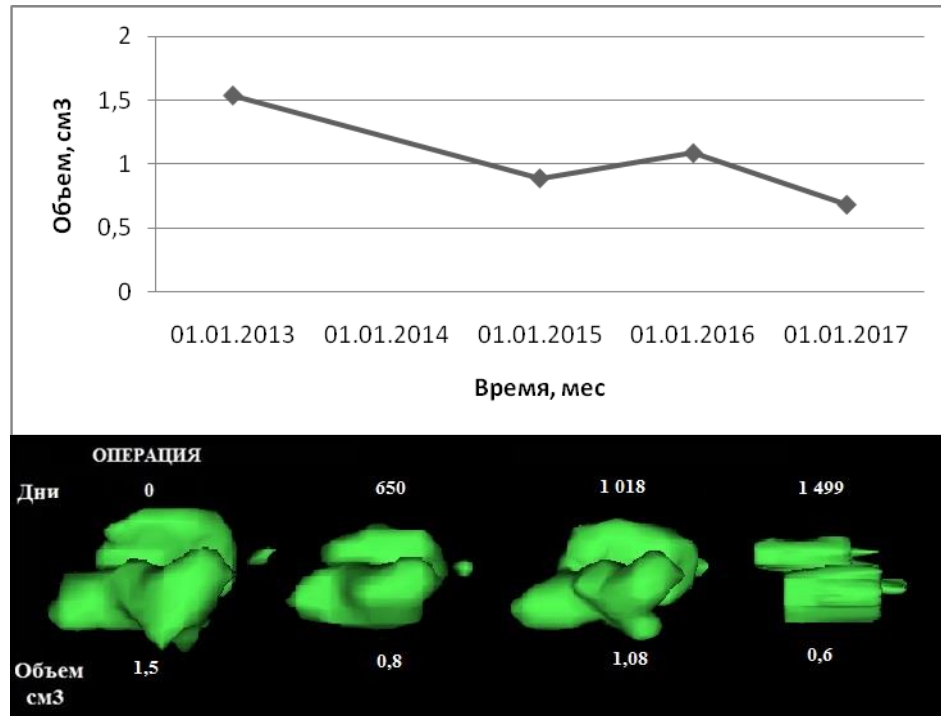 2
1,5
1
0,5
0
Объем, см3
01.01.2013 01.01.2014 01.01.2015 01.01.2016 01.01.2017
Время, мес
ОПЕРАЦИЯ
Дни 0 650 1 018 1 499
Объем 1,5 0,8 1,08 0,6
см3